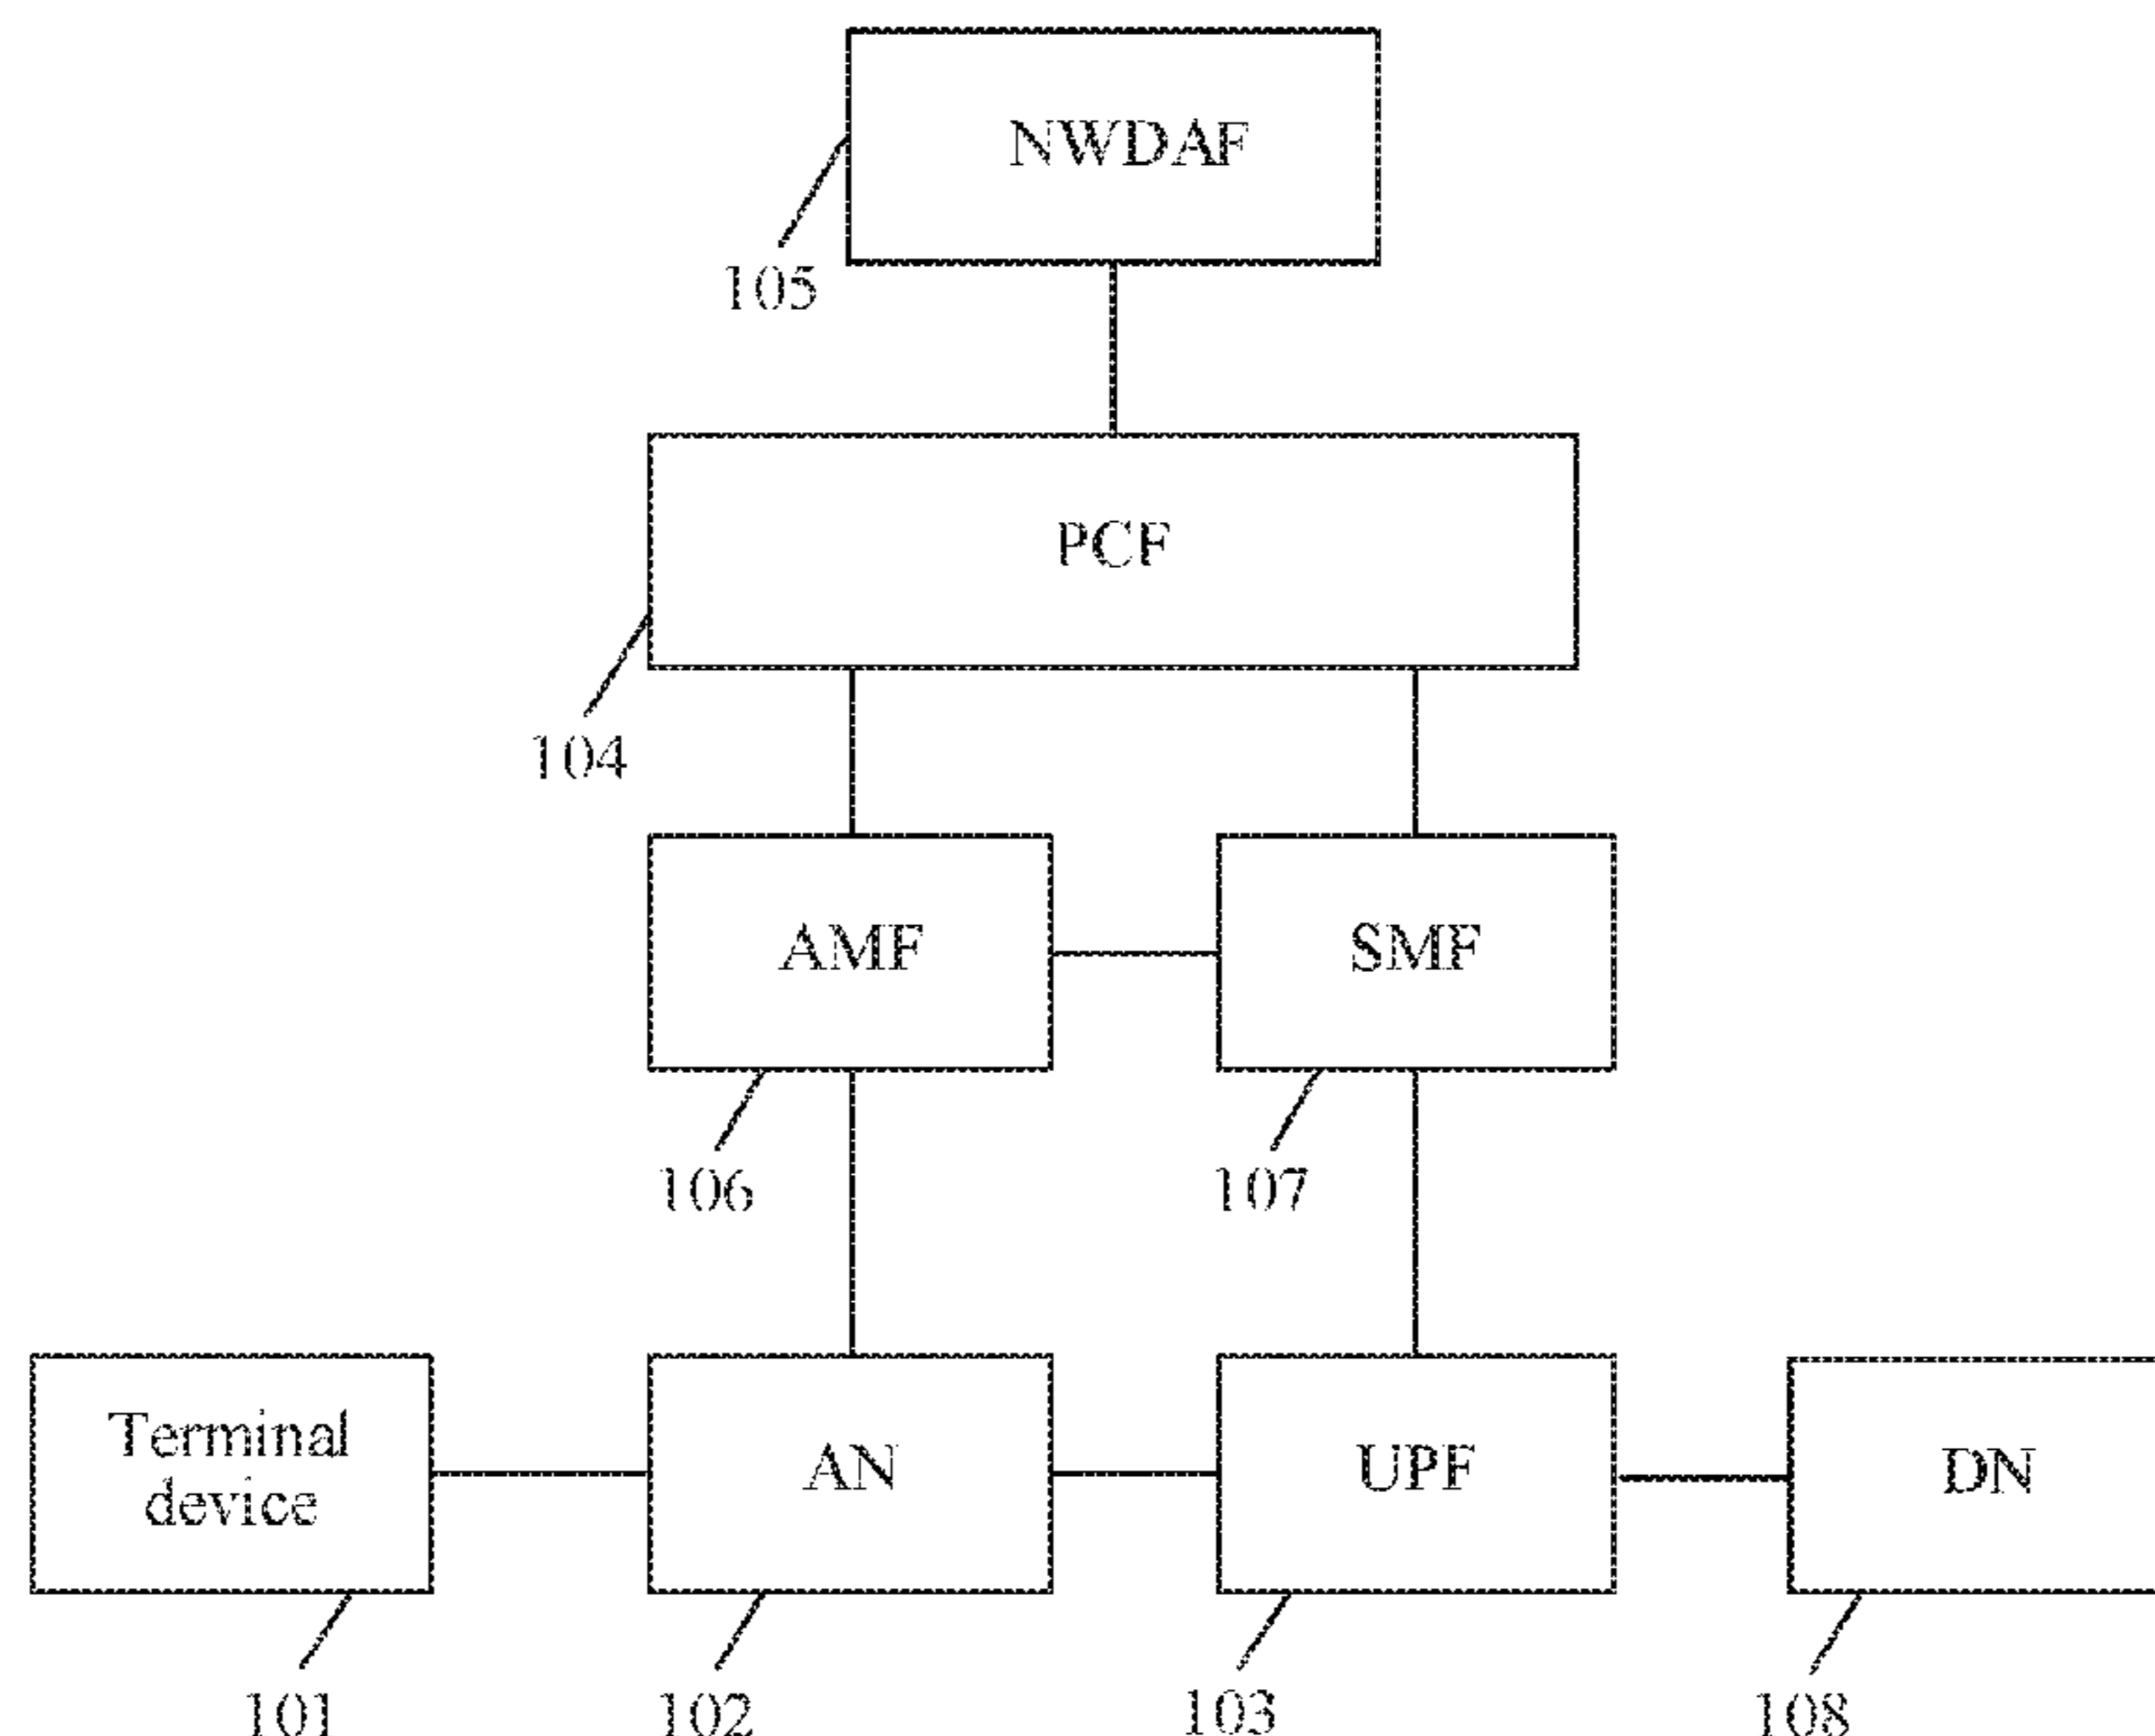 NWDAF
105
PCF
104
AMF
SMF
106
107
Terminal
device
AN
UPF
DN
101
102
103
108